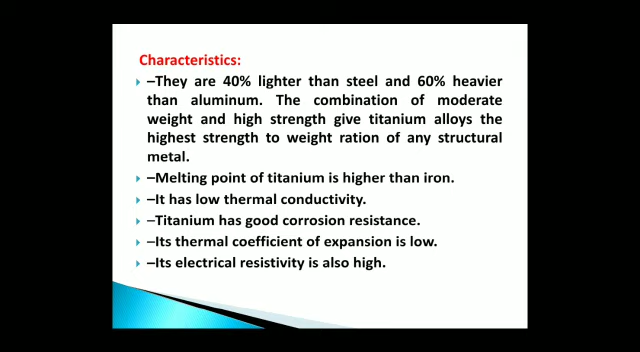 Characteristics:
–They are 40% lighter than steel and 60% heavier
than aluminum. The combination of moderate
weight and high strength give titanium alloys the
highest strength to weight ration of any structural
metal.
–Melting point of titanium is higher than iron.
–It has low thermal conductivity.
–Titanium has good corrosion resistance.
–Its thermal coefficient of expansion is low.
–Its electrical resistivity is also high.